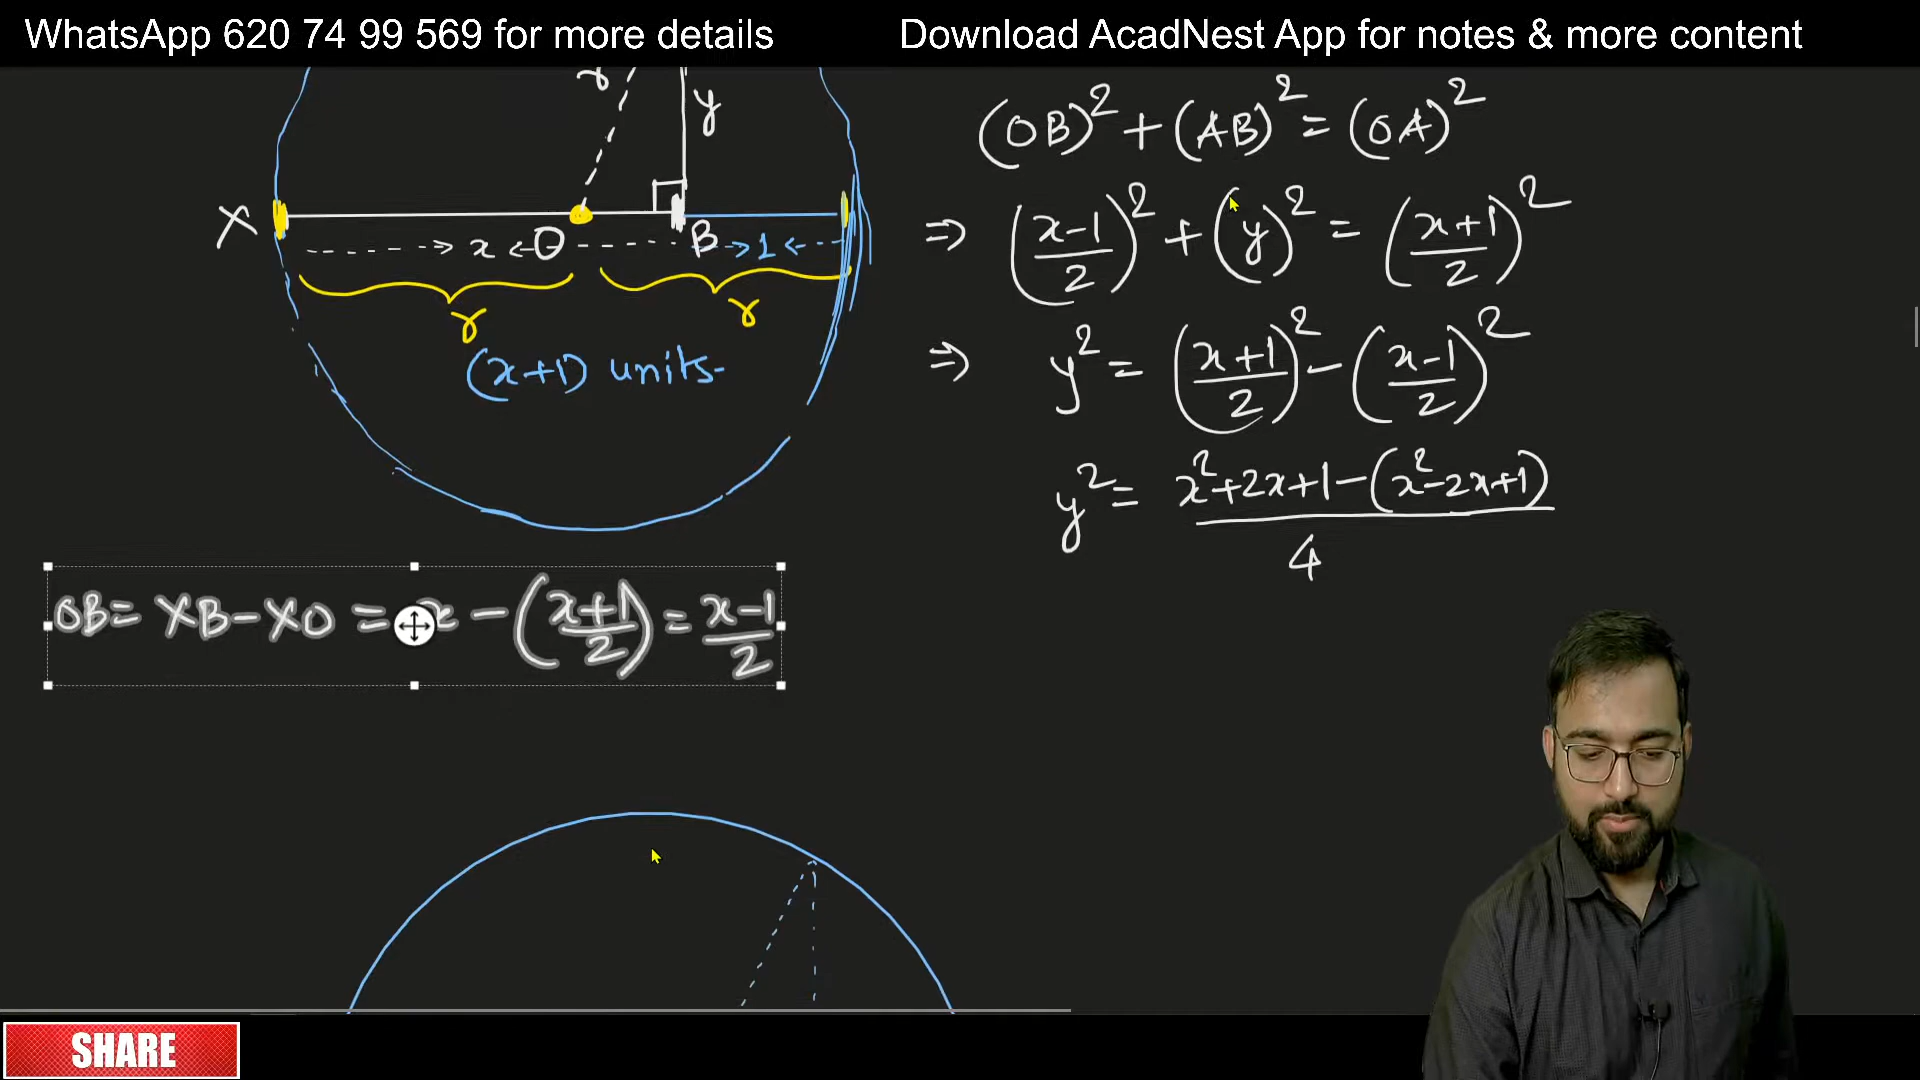 WhatsApp 620 74 99 569 for more details
Download AcadNest App for notes & more content
r
y
X
-----> x <- O ----- B -> 1 <---
r
r
(x+1) units
(OB)² + (AB)² = (OA)²
⇒ ((x-1)/2)² + (y)² = ((x+1)/2)²
⇒ y² = ((x+1)/2)² - ((x-1)/2)²
y² = (x²+2x+1-(x²-2x+1))/4
OB = XB - XO = x - ((x+1)/2) = (x-1)/2
SHARE